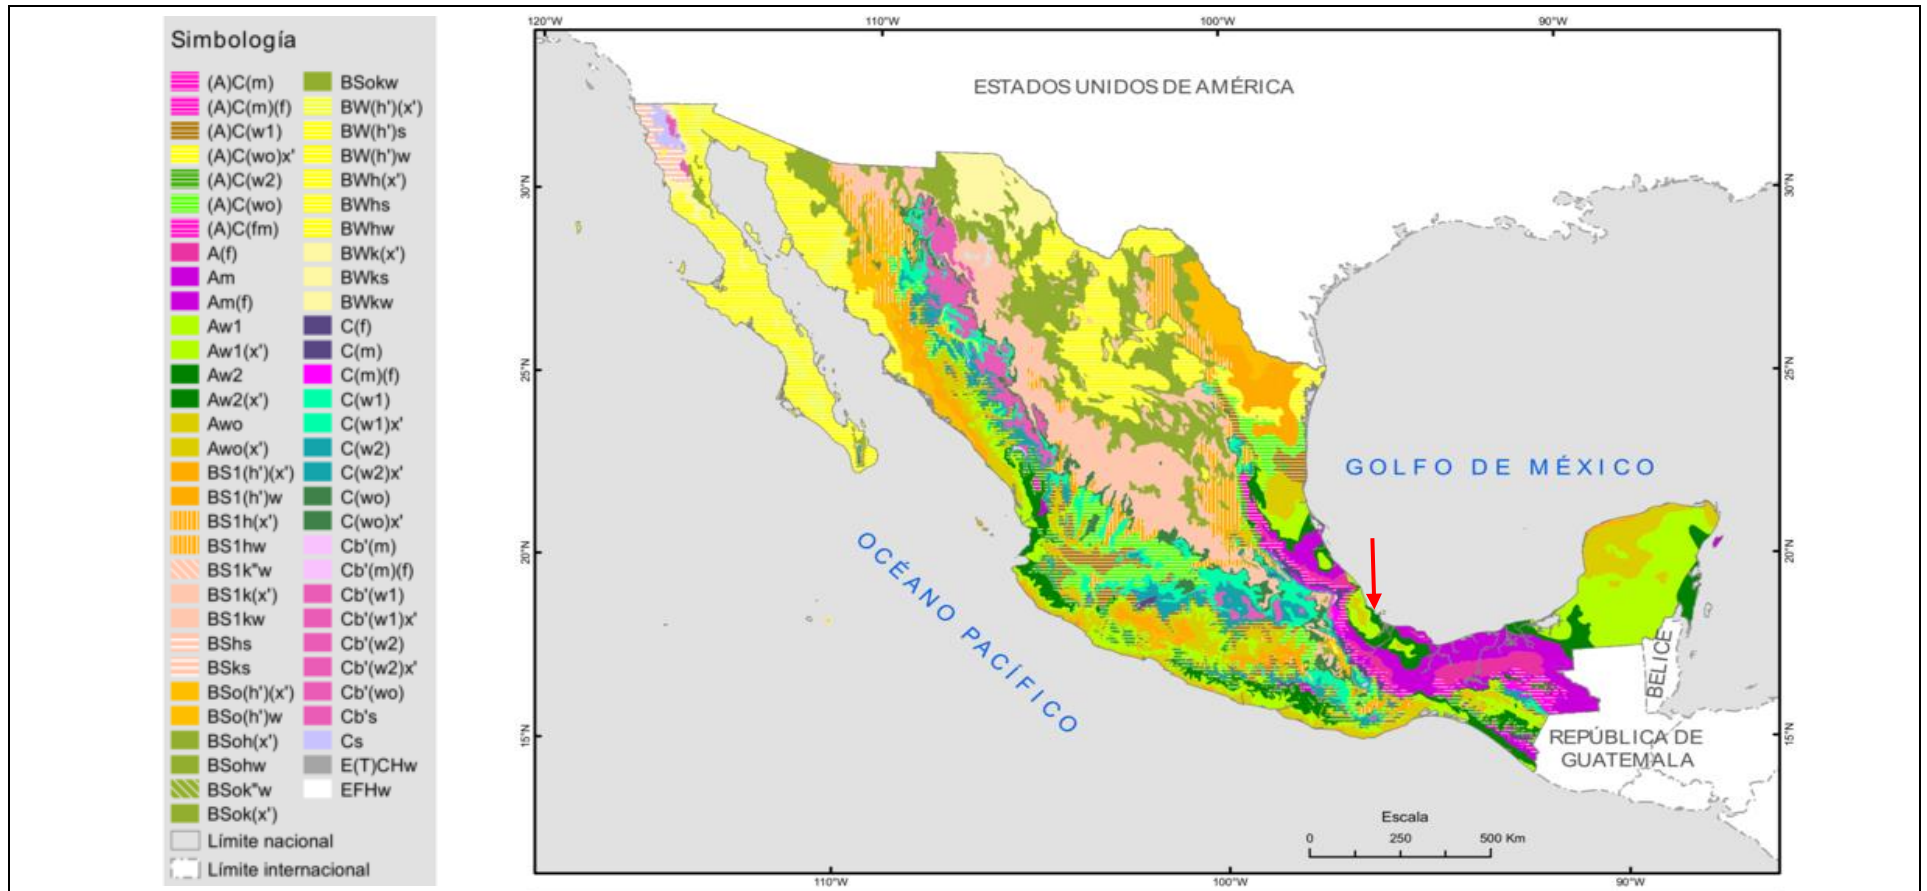 Simbología
(A)C(m)
(A)C(m)(f)
(A)C(w1)
(A)C(wo)x'
(A)C(w2)
(A)C(wo)
(A)C(fm)
A(f)
Am
Am(f)
Aw1
Aw1(x')
Aw2
Aw2(x')
Awo
Awo(x')
BS1(h')(x')
BS1(h')w
BS1h(x')
BS1hw
BS1k"w
BS1k(x')
BS1kw
BShs
BSks
BSo(h')(x')
BSo(h')w
BSoh(x')
BSohw
BSok"w
BSok(x')
Límite nacional
Límite internacional
BSokw
BW(h')(x')
BW(h')s
BW(h')w
BWh(x')
BWhs
BWhw
BWk(x')
BWks
BWkw
C(f)
C(m)
C(m)(f)
C(w1)
C(w1)x'
C(w2)
C(w2)x'
C(wo)
C(wo)x'
Cb'(m)
Cb'(m)(f)
Cb'(w1)
Cb'(w1)x'
Cb'(w2)
Cb'(w2)x'
Cb'(wo)
Cb's
Cs
E(T)CHw
EFHw
120°W
110°W
100°W
90°W
ESTADOS UNIDOS DE AMÉRICA
30°N
30°N
25°N
25°N
GOLFO DE MÉXICO
20°N
20°N
OCÉANO PACÍFICO
BELICE
15°N
15°N
REPÚBLICA DE
GUATEMALA
Escala
0 250 500 Km
110°W
100°W
90°W